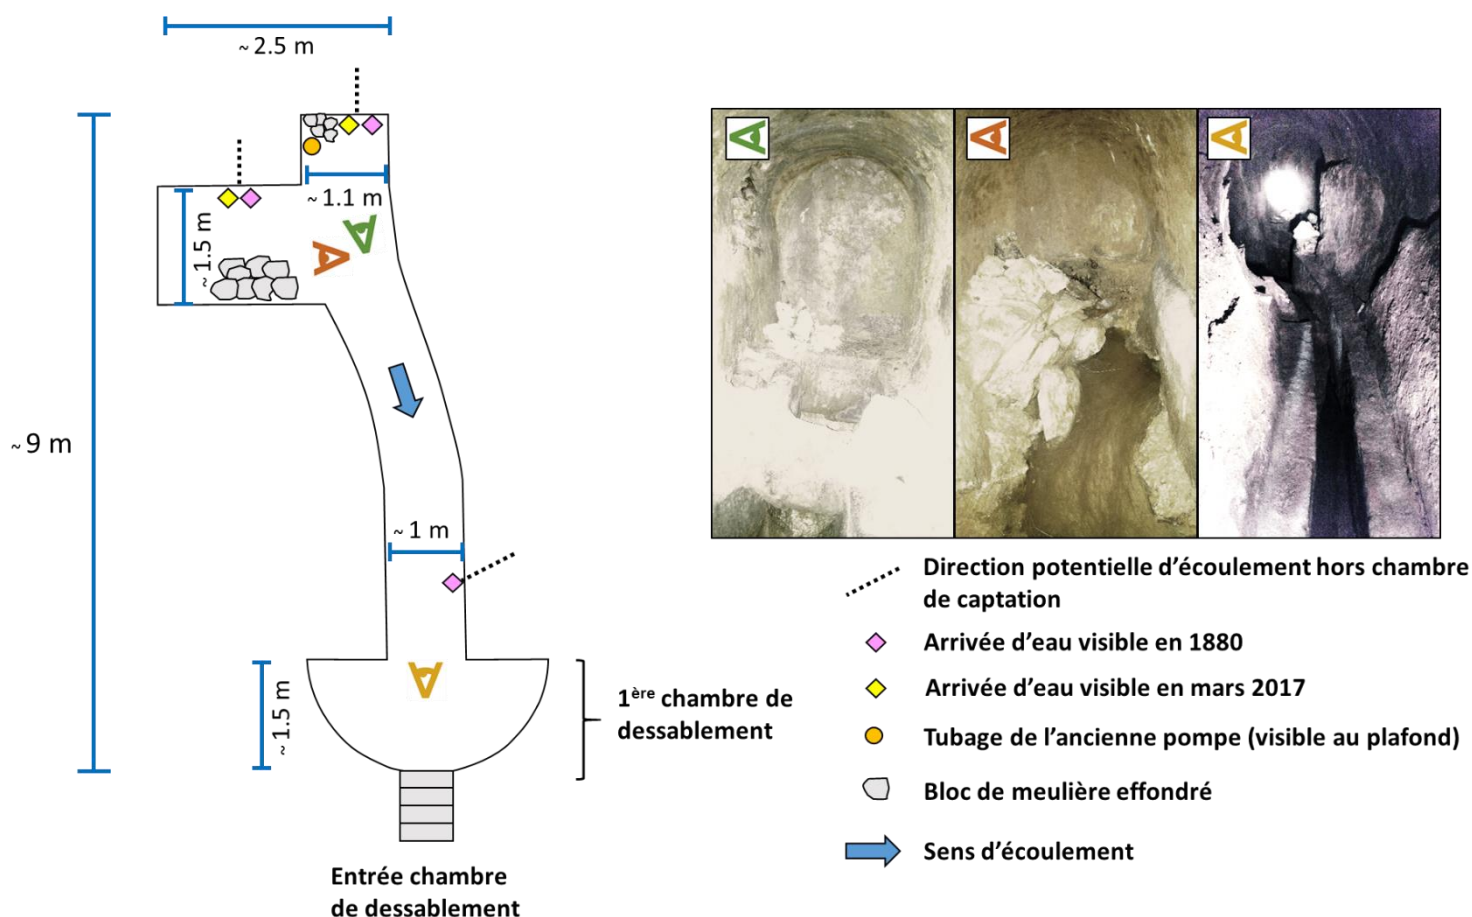 ~ 2.5 m
~ 1.1 m
~ 1.5 m
~ 9 m
~ 1 m
~ 1.5 m
1ère chambre de
dessablement
Entrée chambre
de dessablement
Direction potentielle d’écoulement hors chambre
de captation
Arrivée d’eau visible en 1880
Arrivée d’eau visible en mars 2017
Tubage de l’ancienne pompe (visible au plafond)
Bloc de meulière effondré
Sens d’écoulement